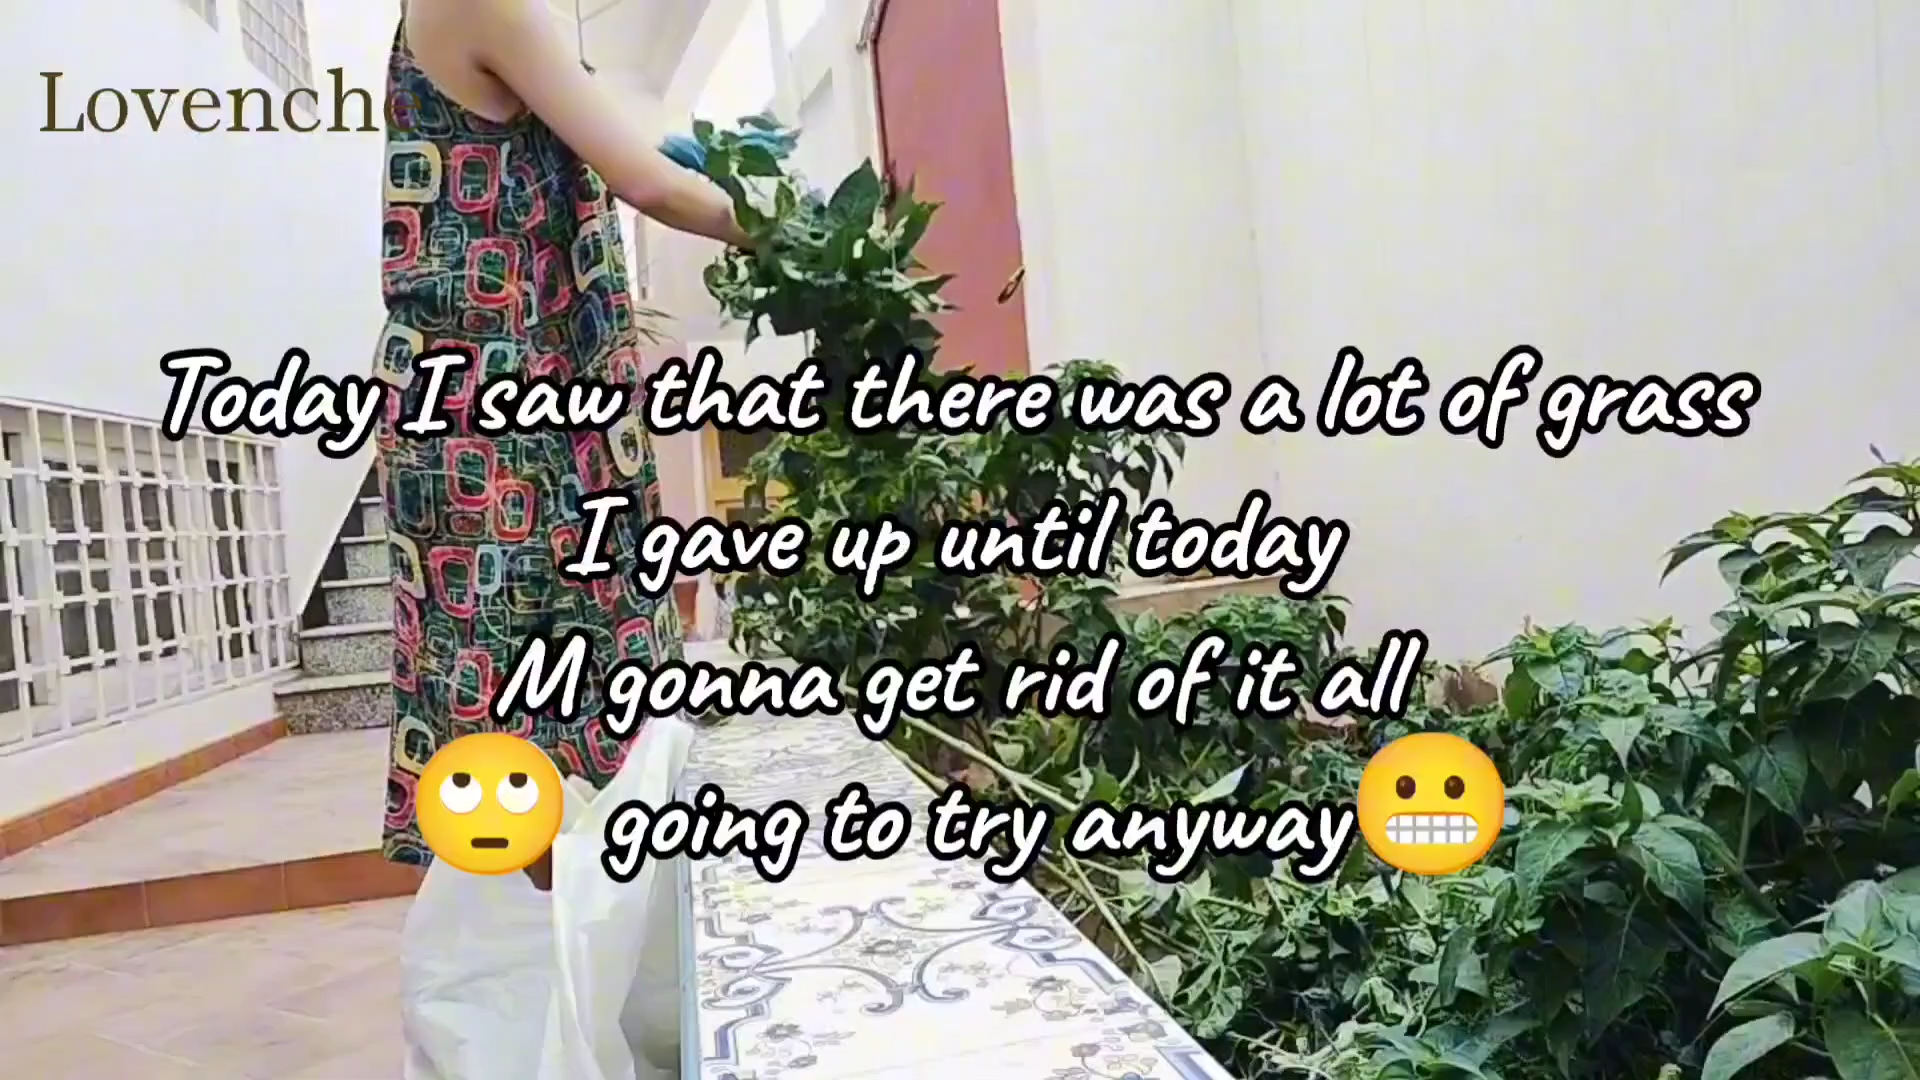 Lovenche
Today I saw that there was a lot of grass
I gave up until today
M gonna get rid of it all
🙄 going to try anyway😬